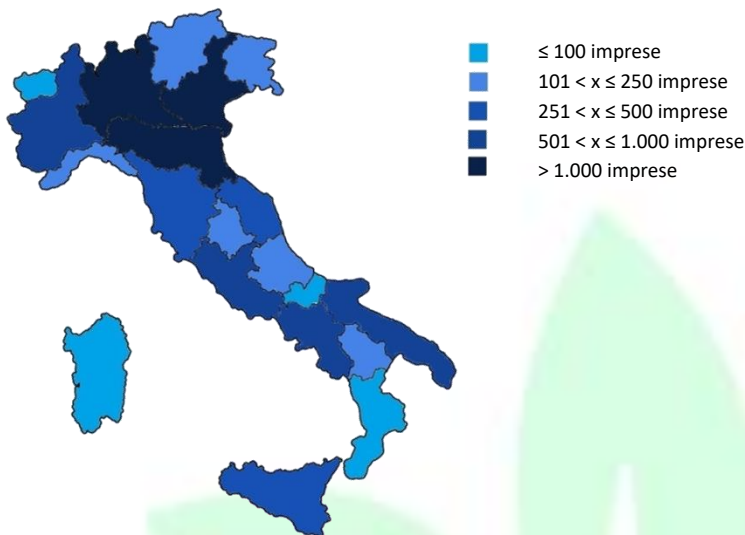 ≤ 100 imprese
101 < x ≤ 250 imprese
251 < x ≤ 500 imprese
501 < x ≤ 1.000 imprese
> 1.000 imprese